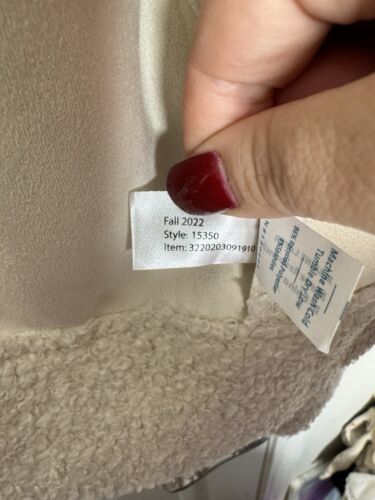 Fall 2022
Style: 15350
Item: 3220203091910
Machine Wash Cold
Tumble Dry Low